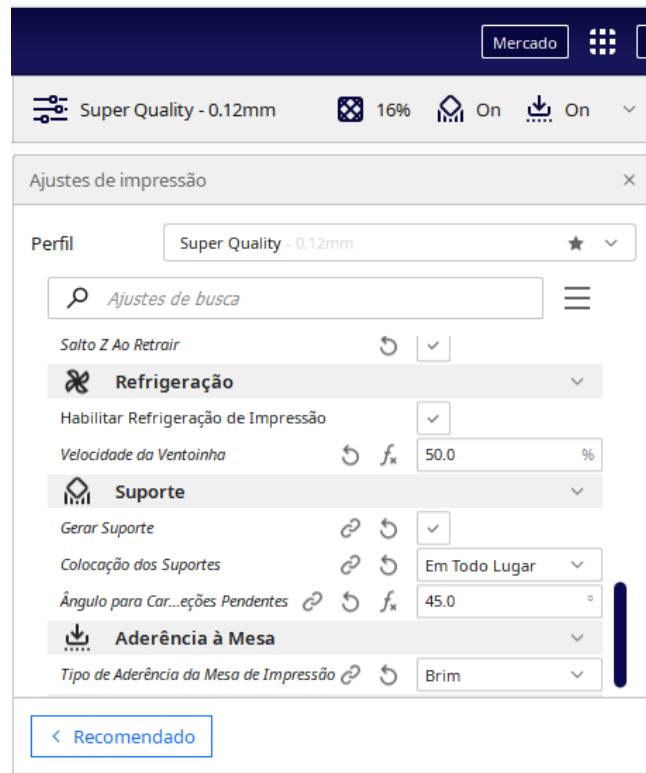 Mercado
Super Quality - 0.12mm 16% On On
Ajustes de impressão
Perfil Super Quality - 0.12mm
Ajustes de busca
Salto Z Ao Retrair
Refrigeração
Habilitar Refrigeração de Impressão
Velocidade da Ventoinha 50.0 %
Suporte
Gerar Suporte
Colocação dos Suportes Em Todo Lugar
Ângulo para Car...eções Pendentes 45.0 °
Aderência à Mesa
Tipo de Aderência da Mesa de Impressão Brim
Recomendado